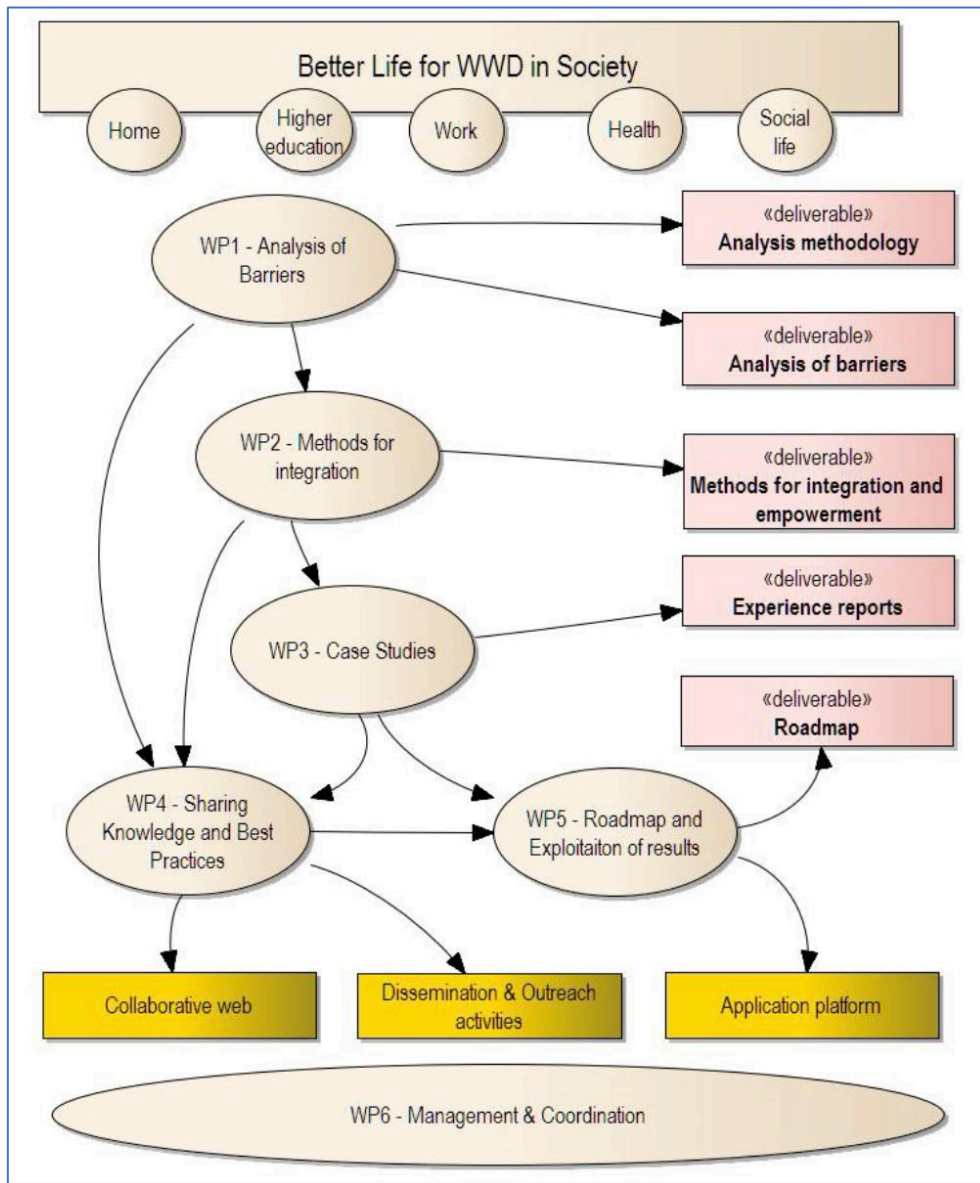 Better Life for WWD in Society
Home
Higher
education
Work
Health
Social
life
WP1 - Analysis of
Barriers
«deliverable»
Analysis methodology
«deliverable»
Analysis of barriers
WP2 - Methods for
integration
«deliverable»
Methods for integration and
empowerment
«deliverable»
Experience reports
WP3 - Case Studies
«deliverable»
Roadmap
WP4 - Sharing
Knowledge and Best
Practices
WP5 - Roadmap and
Exploitaiton of results
Collaborative web
Dissemination & Outreach
activities
Application platform
WP6 - Management & Coordination